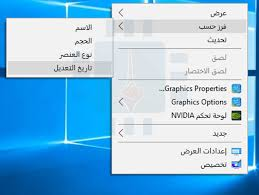 عرض
فرز حسب
تحديث
لصق
لصق الاختصار
Graphics Properties...
Graphics Options
لوحة تحكم NVIDIA
جديد
إعدادات العرض
تخصيص
الاسم
الحجم
نوع العنصر
تاريخ التعديل